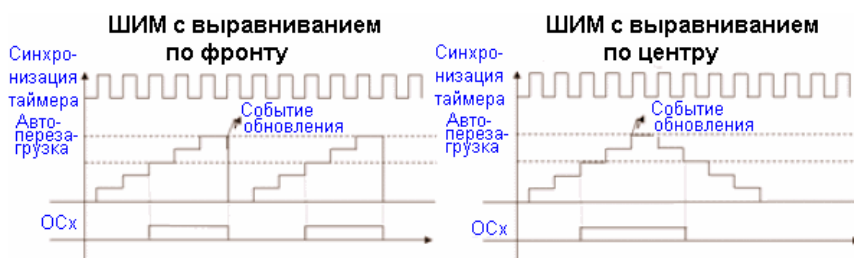 ШИМ с выравниванием
по фронту
Синхро-
низация
таймера
Авто-
переза-
грузка
Событие
обновления
OCx
ШИМ с выравниванием
по центру
Синхро-
низация
таймера
Авто-
переза-
грузка
Событие
обновления
OCx